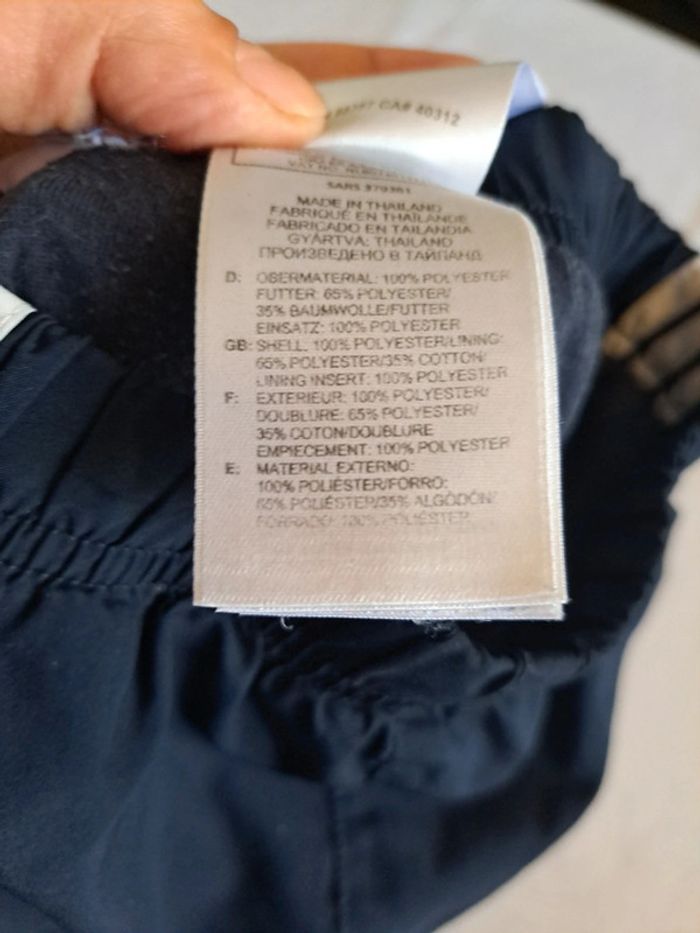 CA# 40312
MADE IN THAILAND
FABRIQUÉ EN THAÏLANDE
FABRICADO EN TAILANDIA
GYÁRTVA: THAILAND
ПРОИЗВЕДЕНО В ТАЙЛАНД
D: OBERMATERIAL: 100% POLYESTER
FUTTER: 65% POLYESTER/
35% BAUMWOLLE/FUTTER
EINSATZ: 100% POLYESTER
GB: SHELL, 100% POLYESTER/LINING:
65% POLYESTER/35% COTTON/
LINING INSERT: 100% POLYESTER
F: EXTERIEUR: 100% POLYESTER/
DOUBLURE: 65% POLYESTER/
35% COTON/DOUBLURE
EMPIECEMENT: 100% POLYESTER
E: MATERIAL EXTERNO:
100% POLIÉSTER/FORRO:
65% POLIÉSTER/35% ALGODÓN/
FORRADO: 100% POLIÉSTER